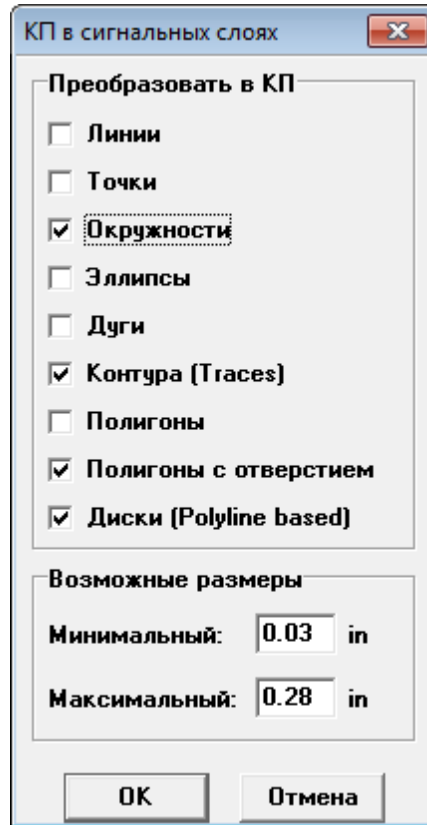 КП в сигнальных слоях
Преобразовать в КП
Линии
Точки
Окружности
Эллипсы
Дуги
Контура (Traces)
Полигоны
Полигоны с отверстием
Диски (Polyline based)
Возможные размеры
Минимальный: 0.03 in
Максимальный: 0.28 in
OK Отмена